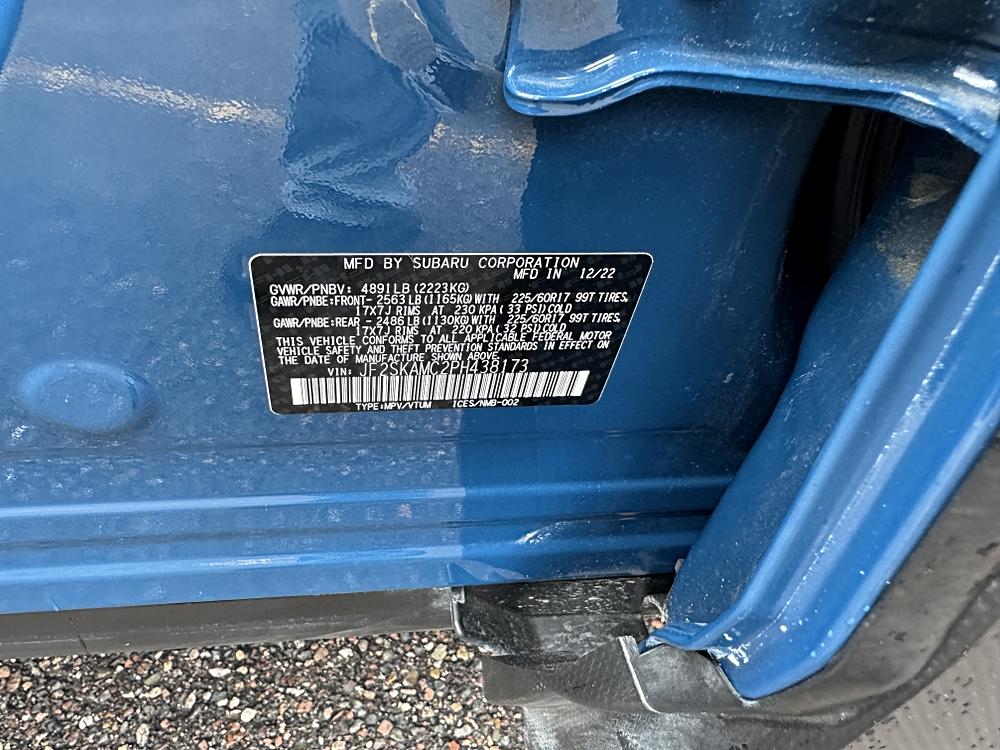 MFD BY SUBARU CORPORATION
MFD IN 12/22
GVWR/PNBV: 4891LB (2223KG)
GAWR/PNBE:FRONT- 2563LB (1165KG)WITH 225/60R17 99T TIRES,
17X7J RIMS AT 230 KPA( 33 PSI)COLD
GAWR/PNBE:REAR - 2486LB (1130KG)WITH 225/60R17 99T TIRES,
17X7J RIMS AT 220 KPA( 32 PSI)COLD
THIS VEHICLE CONFORMS TO ALL APPLICABLE FEDERAL MOTOR
VEHICLE SAFETY AND THEFT PREVENTION STANDARDS IN EFFECT ON
THE DATE OF MANUFACTURE SHOWN ABOVE.
VIN: JF2SKAMC2PH438173
TYPE:MPV/VTUM ICES/NMB-002